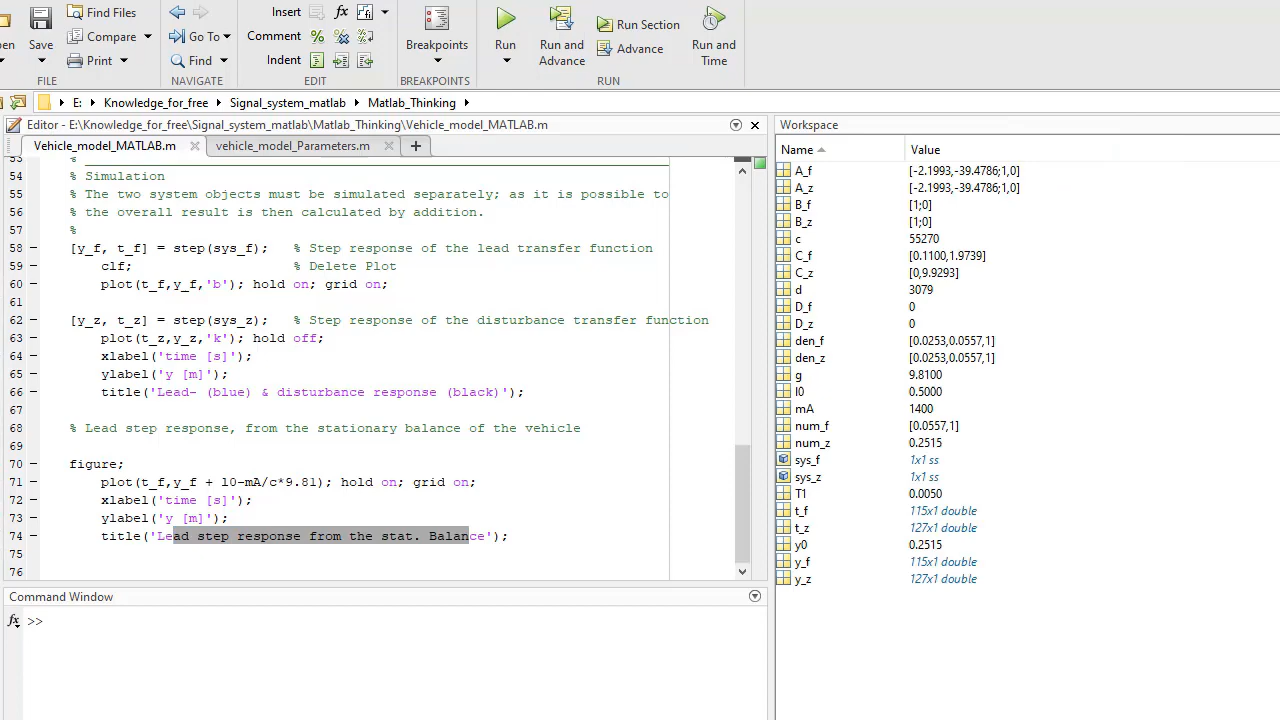 Find Files
Insert
fx
Compare
Go To
Comment
%
Run Section
Advance
pen
Save
Print
Find
Indent
Breakpoints
Run
Run and
Advance
Run and
Time
FILE
NAVIGATE
EDIT
BREAKPOINTS
RUN
E:
Knowledge_for_free
Signal_system_matlab
Matlab_Thinking
Editor - E:\Knowledge_for_free\Signal_system_matlab\Matlab_Thinking\Vehicle_model_MATLAB.m
Vehicle_model_MATLAB.m
vehicle_model_Parameters.m
53 %
54 % Simulation
55 % The two system objects must be simulated separately; as it is possible to
56 % the overall result is then calculated by addition.
57 %
58 — [y_f, t_f] = step(sys_f); % Step response of the lead transfer function
59 — clf; % Delete Plot
60 — plot(t_f,y_f,'b'); hold on; grid on;
61
62 — [y_z, t_z] = step(sys_z); % Step response of the disturbance transfer function
63 — plot(t_z,y_z,'k'); hold off;
64 — xlabel('time [s]');
65 — ylabel('y [m]');
66 — title('Lead- (blue) & disturbance response (black)');
67
68 % Lead step response, from the stationary balance of the vehicle
69
70 — figure;
71 — plot(t_f,y_f + l0-mA/c*9.81); hold on; grid on;
72 — xlabel('time [s]');
73 — ylabel('y [m]');
74 — title('Lead step response from the stat. Balance');
75
76
Command Window
fx >>
Workspace
Name Value
A_f [-2.1993,-39.4786;1,0]
A_z [-2.1993,-39.4786;1,0]
B_f [1;0]
B_z [1;0]
c 55270
C_f [0.1100,1.9739]
C_z [0,9.9293]
d 3079
D_f 0
D_z 0
den_f [0.0253,0.0557,1]
den_z [0.0253,0.0557,1]
g 9.8100
l0 0.5000
mA 1400
num_f [0.0557,1]
num_z 0.2515
sys_f 1x1 ss
sys_z 1x1 ss
T1 0.0050
t_f 115x1 double
t_z 127x1 double
y0 0.2515
y_f 115x1 double
y_z 127x1 double